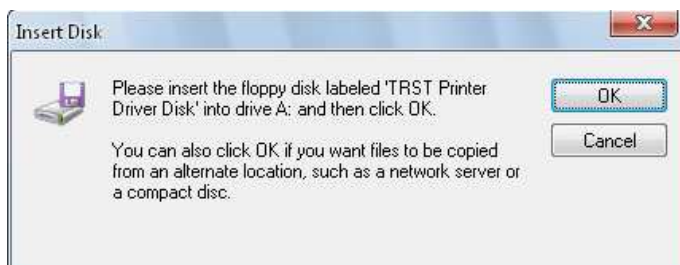 Insert Disk
Please insert the floppy disk labeled 'TRST Printer
Driver Disk' into drive A: and then click OK.
You can also click OK if you want files to be copied
from an alternate location, such as a network server or
a compact disc.
OK
Cancel